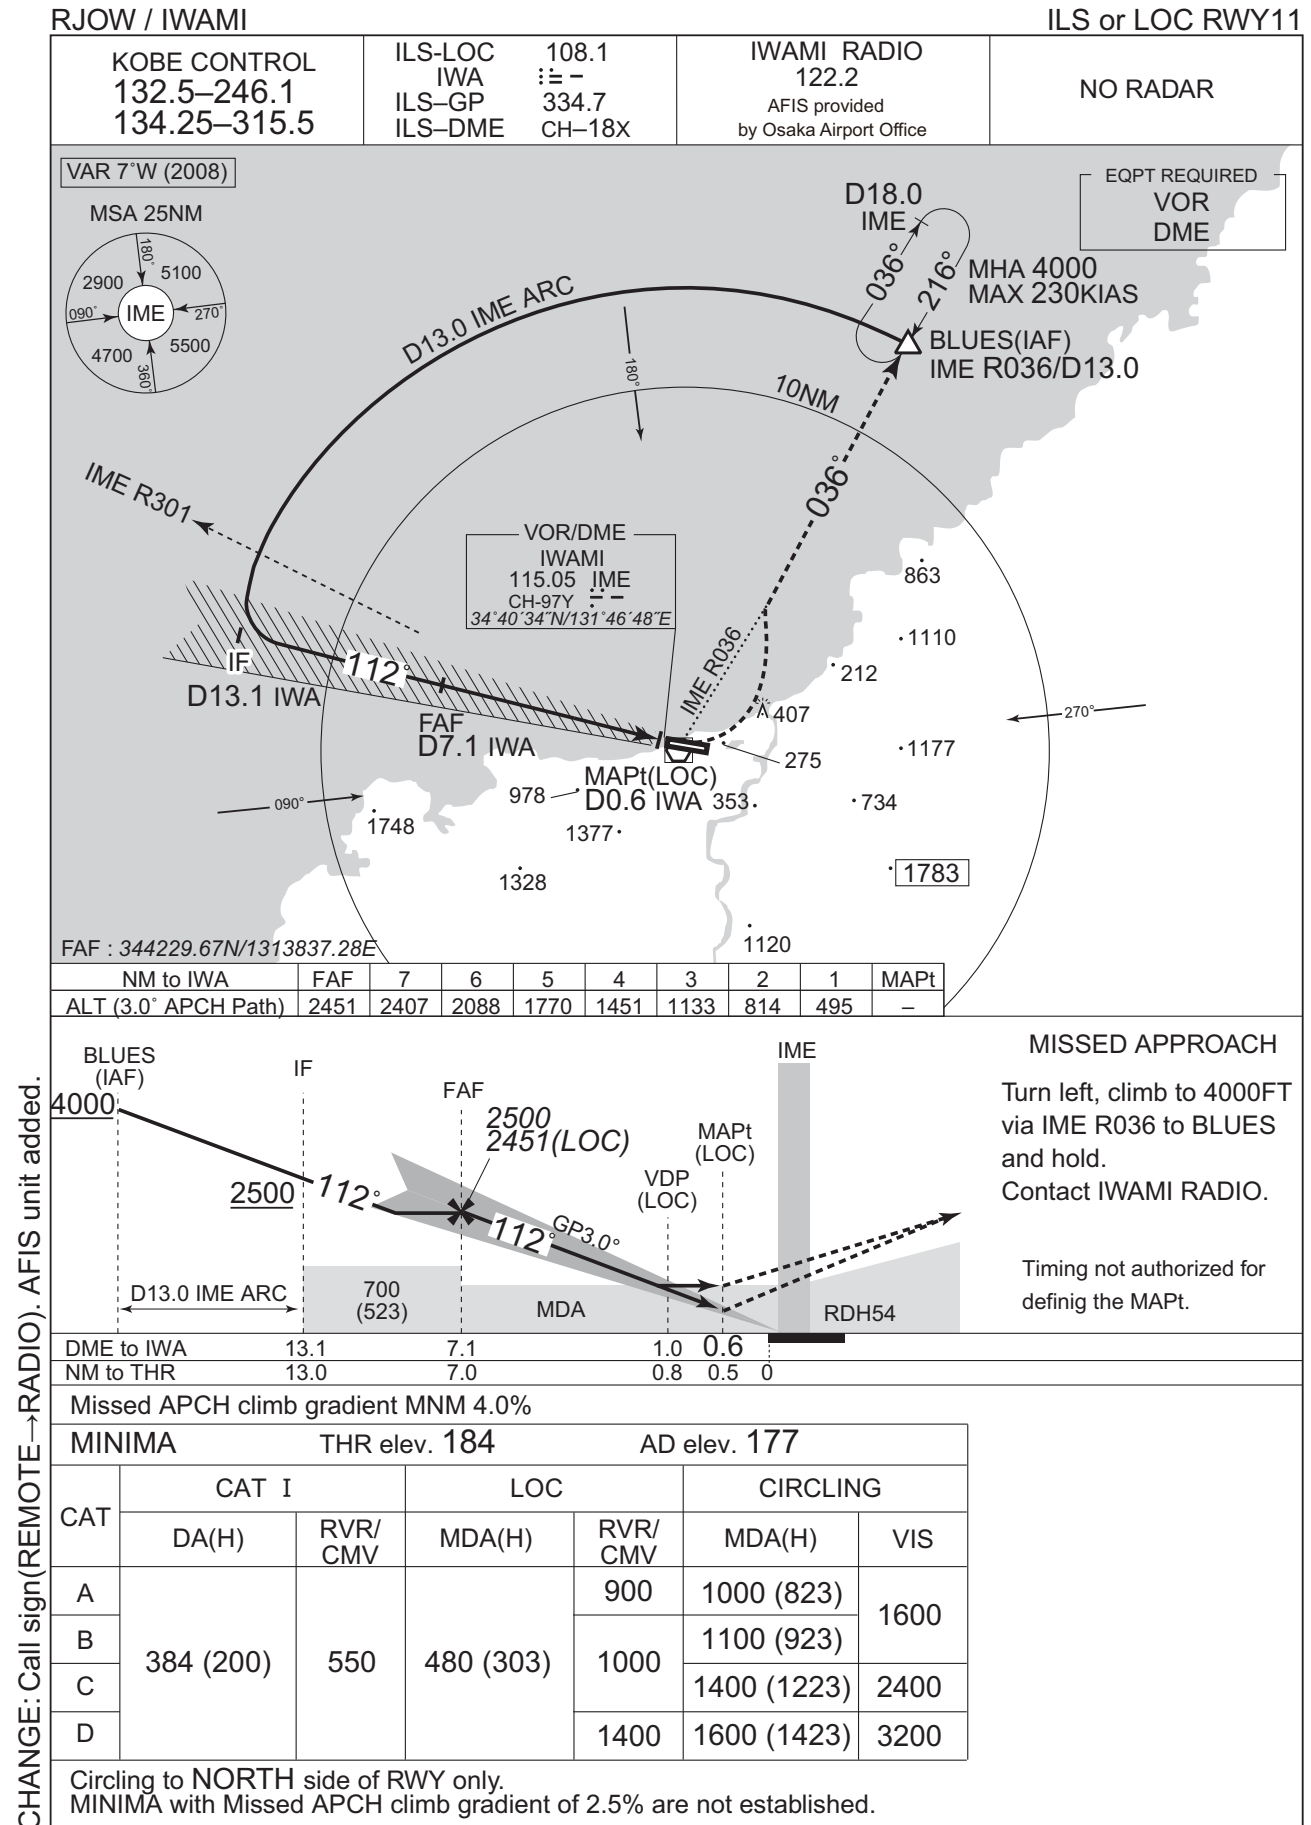 RJOW / IWAMI
ILS or LOC RWY11
KOBE CONTROL
132.5–246.1
134.25–315.5
ILS-LOC 108.1
IWA
ILS–GP 334.7
ILS–DME CH–18X
IWAMI RADIO
122.2
AFIS provided
by Osaka Airport Office
NO RADAR
VAR 7˚W (2008)
MSA 25NM
180˚
2900
5100
090˚
IME
270˚
4700
5500
360˚
EQPT REQUIRED
VOR
DME
D18.0
IME
036°
216°
MHA 4000
MAX 230KIAS
BLUES(IAF)
IME R036/D13.0
D13.0 IME ARC
180˚
10NM
036°
IME R301
VOR/DME
IWAMI
115.05 IME
CH-97Y
34˚40´34˝N/131˚46´48˝E
IME R036
863
1110
212
407
270˚
275
1177
IF
D13.1 IWA
112°
FAF
D7.1 IWA
MAPt(LOC)
D0.6 IWA
090˚
1748
978
353
734
1377
1328
1783
1120
FAF : 344229.67N/1313837.28E
NM to IWA FAF 7 6 5 4 3 2 1 MAPt
ALT (3.0˚ APCH Path) 2451 2407 2088 1770 1451 1133 814 495 –
BLUES
(IAF)
4000
IF
2500
112°
FAF
2500
2451(LOC)
112°
GP3.0°
VDP
(LOC)
MAPt
(LOC)
IME
D13.0 IME ARC
700
(523)
MDA
RDH54
DME to IWA 13.1 7.1 1.0 0.6
NM to THR 13.0 7.0 0.8 0.5 0
MISSED APPROACH
Turn left, climb to 4000FT
via IME R036 to BLUES
and hold.
Contact IWAMI RADIO.
Timing not authorized for
definig the MAPt.
Missed APCH climb gradient MNM 4.0%
MINIMA THR elev. 184 AD elev. 177
CAT CAT I LOC CIRCLING
DA(H) RVR/CMV MDA(H) RVR/CMV MDA(H) VIS
A 384 (200) 550 480 (303) 900 1000 (823) 1600
B 1000 1100 (923)
C 1400 (1223) 2400
D 1400 1600 (1423) 3200
Circling to NORTH side of RWY only.
MINIMA with Missed APCH climb gradient of 2.5% are not established.
CHANGE: Call sign(REMOTE→RADIO). AFIS unit added.